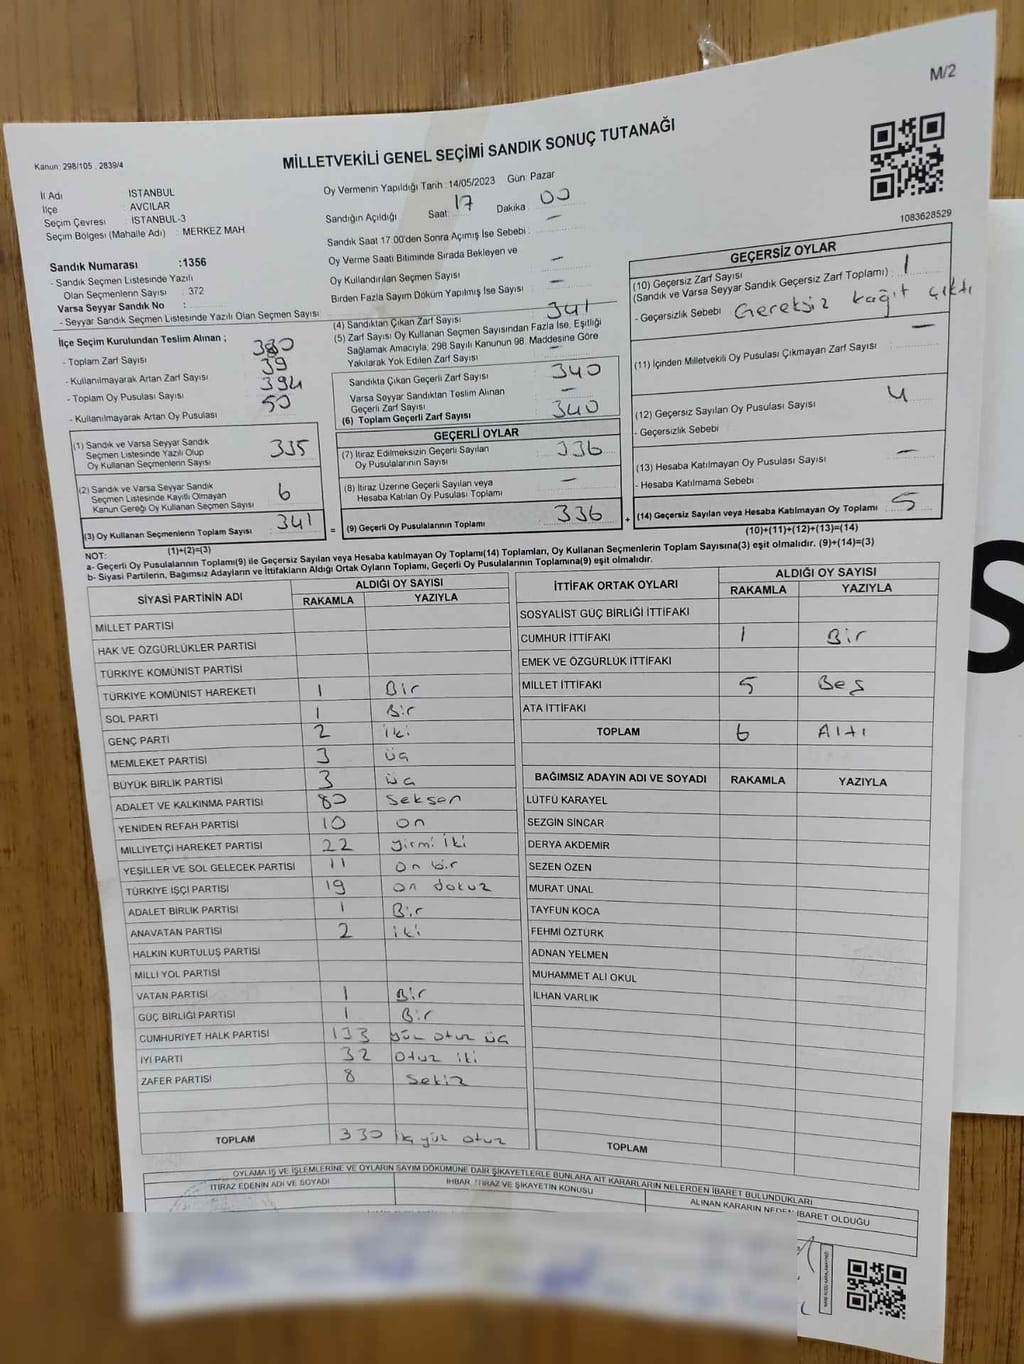 M/2
Kanun: 298/105 , 2839/4
MİLLETVEKİLİ GENEL SEÇİMİ SANDIK SONUÇ TUTANAĞI
İl Adı İSTANBUL
İlçe AVCILAR
Seçim Çevresi İSTANBUL-3
Seçim Bölgesi (Mahalle Adı) : MERKEZ MAH
Oy Vermenin Yapıldığı Tarih :14/05/2023 Gün: Pazar
Sandığın Açıldığı Saat: 17 Dakika : 00
Sandık Saat 17.00'den Sonra Açımış İse Sebebi : —
Oy Verme Saati Bitiminde Sırada Bekleyen ve
Oy Kullandırılan Seçmen Sayısı —
Birden Fazla Sayım Döküm Yapılmış İse Sayısı —
1083628529
Sandık Numarası :1356
- Sandık Seçmen Listesinde Yazılı
Olan Seçmenlerin Sayısı : 372
Varsa Seyyar Sandık No :
- Seyyar Sandık Seçmen Listesinde Yazılı Olan Seçmen Sayısı
İlçe Seçim Kurulundan Teslim Alınan ;
- Toplam Zarf Sayısı 380
- Kullanılmayarak Artan Zarf Sayısı 39
- Toplam Oy Pusulası Sayısı 394
- Kullanılmayarak Artan Oy Pusulası 50
(1) Sandık ve Varsa Seyyar Sandık
Seçmen Listesinde Yazılı Olup
Oy Kullanan Seçmenlerin Sayısı 335
(2) Sandık ve Varsa Seyyar Sandık
Seçmen Listesinde Kayıtlı Olmayan
Kanun Gereği Oy Kullanan Seçmen Sayısı 6
(3) Oy Kullanan Seçmenlerin Toplam Sayısı 341
(1)+(2)=(3)
(4) Sandıktan Çıkan Zarf Sayısı 341
(5) Zarf Sayısı Oy Kullanan Seçmen Sayısından Fazla İse, Eşitliği
Sağlamak Amacıyla, 298 Sayılı Kanunun 98. Maddesine Göre
Yakılarak Yok Edilen Zarf Sayısı
Sandıkta Çıkan Geçerli Zarf Sayısı 340
Varsa Seyyar Sandıktan Teslim Alınan
Geçerli Zarf Sayısı —
(6) Toplam Geçerli Zarf Sayısı 340
GEÇERLİ OYLAR
(7) İtiraz Edilmeksizin Geçerli Sayılan
Oy Pusulalarının Sayısı 336
(8) İtiraz Üzerine Geçerli Sayılan veya
Hesaba Katılan Oy Pusulası Toplamı —
= (9) Geçerli Oy Pusulalarının Toplamı 336
GEÇERSİZ OYLAR
(10) Geçersiz Zarf Sayısı
(Sandık ve Varsa Seyyar Sandık Geçersiz Zarf Toplamı) : 1
- Geçersizlik Sebebi : Gereksiz kağıt çıktı
(11) İçinden Milletvekili Oy Pusulası Çıkmayan Zarf Sayısı —
(12) Geçersiz Sayılan Oy Pusulası Sayısı 4
- Geçersizlik Sebebi :
(13) Hesaba Katılmayan Oy Pusulası Sayısı —
- Hesaba Katılmama Sebebi :
+ (14) Geçersiz Sayılan veya Hesaba Katılmayan Oy Toplamı 5
(10)+(11)+(12)+(13)=(14)
NOT:
a- Geçerli Oy Pusulalarının Toplamı(9) ile Geçersiz Sayılan veya Hesaba katılmayan Oy Toplamı(14) Toplamları, Oy Kullanan Seçmenlerin Toplam Sayısına(3) eşit olmalıdır. (9)+(14)=(3)
b- Siyasi Partilerin, Bağımsız Adayların ve İttifakların Aldığı Ortak Oyların Toplamı, Geçerli Oy Pusulalarının Toplamına(9) eşit olmalıdır.
SİYASİ PARTİNİN ADI ALDIĞI OY SAYISI
RAKAMLA YAZIYLA
MİLLET PARTİSİ
HAK VE ÖZGÜRLÜKLER PARTİSİ
TÜRKİYE KOMÜNİST PARTİSİ
TÜRKİYE KOMÜNİST HAREKETİ 1 Bir
SOL PARTİ 1 Bir
GENÇ PARTİ 2 iki
MEMLEKET PARTİSİ 3 üç
BÜYÜK BİRLİK PARTİSİ 3 üç
ADALET VE KALKINMA PARTİSİ 80 Seksen
YENİDEN REFAH PARTİSİ 10 on
MİLLİYETÇİ HAREKET PARTİSİ 22 yirmi iki
YEŞİLLER VE SOL GELECEK PARTİSİ 11 on bir
TÜRKİYE İŞÇİ PARTİSİ 19 on dokuz
ADALET BİRLİK PARTİSİ 1 Bir
ANAVATAN PARTİSİ 2 iki
HALKIN KURTULUŞ PARTİSİ
MİLLİ YOL PARTİSİ
VATAN PARTİSİ 1 Bir
GÜÇ BİRLİĞİ PARTİSİ 1 Bir
CUMHURİYET HALK PARTİSİ 133 yüz otuz üç
İYİ PARTİ 32 otuz iki
ZAFER PARTİSİ 8 sekiz
TOPLAM 330 yüz otuz
İTTİFAK ORTAK OYLARI ALDIĞI OY SAYISI
RAKAMLA YAZIYLA
SOSYALİST GÜÇ BİRLİĞİ İTTİFAKI
CUMHUR İTTİFAKI 1 Bir
EMEK VE ÖZGÜRLÜK İTTİFAKI
MİLLET İTTİFAKI 5 Beş
ATA İTTİFAKI
TOPLAM 6 Altı
BAĞIMSIZ ADAYIN ADI VE SOYADI RAKAMLA YAZIYLA
LÜTFÜ KARAYEL
SEZGİN SİNCAR
DERYA AKDEMİR
SEZEN ÖZEN
MURAT ÜNAL
TAYFUN KOCA
FEHMİ ÖZTÜRK
ADNAN YELMEN
MUHAMMET ALİ OKUL
İLHAN VARLIK
TOPLAM
OYLAMA İŞ VE İŞLEMLERİNE VE OYLARIN SAYIM DÖKÜMÜNE DAİR ŞİKAYETLERLE BUNLARA AİT KARARLARIN NELERDEN İBARET BULUNDUKLARI
İTİRAZ EDENİN ADI VE SOYADI İHBAR, İTİRAZ VE ŞİKAYETİN KONUSU ALINAN KARARIN NEDEN İBARET OLDUĞU
S